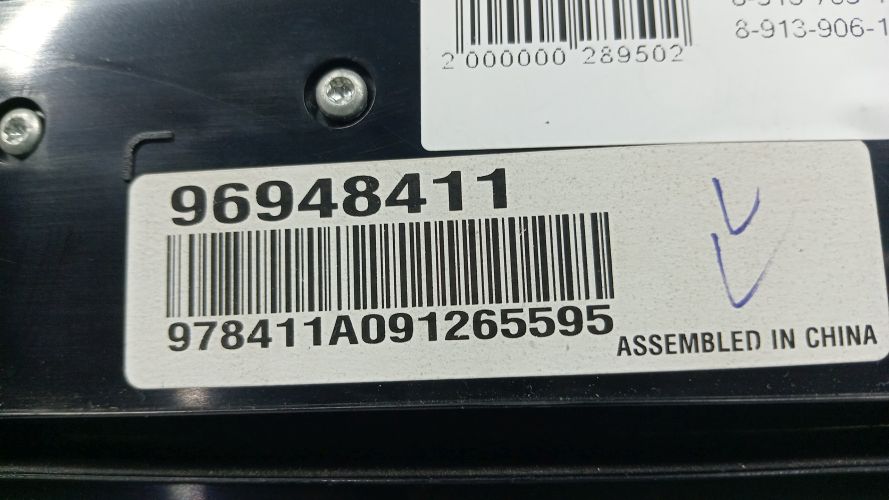 8-913-906-1
2 000000 289502
96948411
978411A091265595
ASSEMBLED IN CHINA